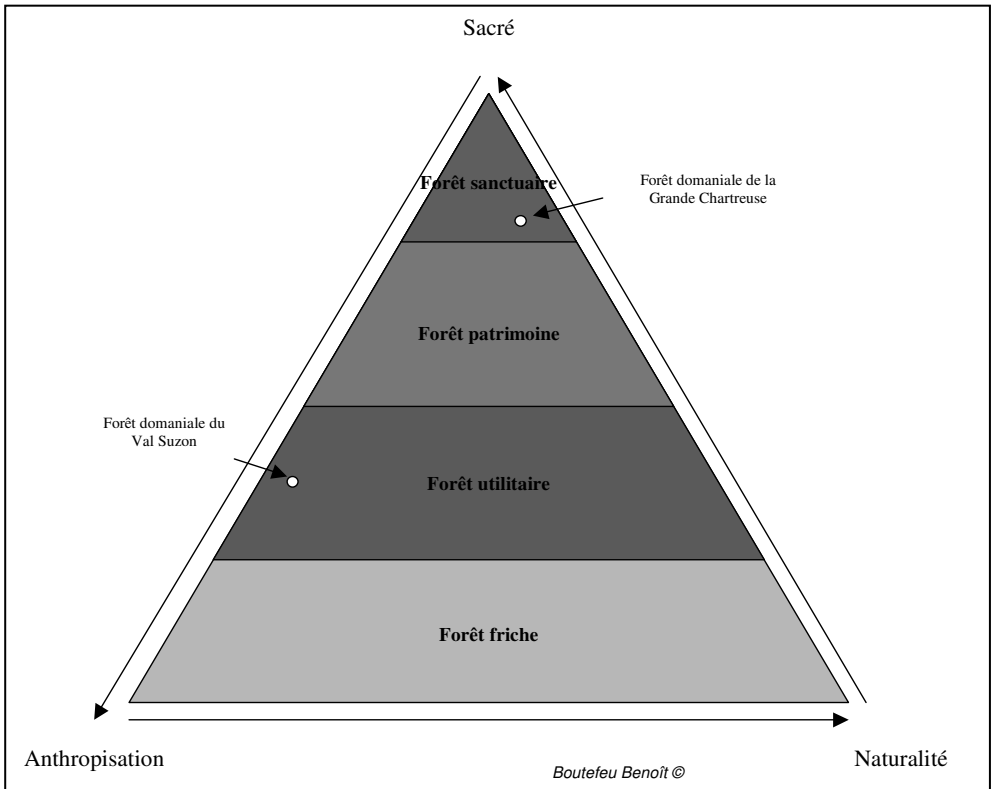 Sacré
Forêt sanctuaire
Forêt domaniale de la
Grande Chartreuse
Forêt patrimoine
Forêt domaniale du
Val Suzon
Forêt utilitaire
Forêt friche
Anthropisation
Naturalité
Boutefeu Benoît ©